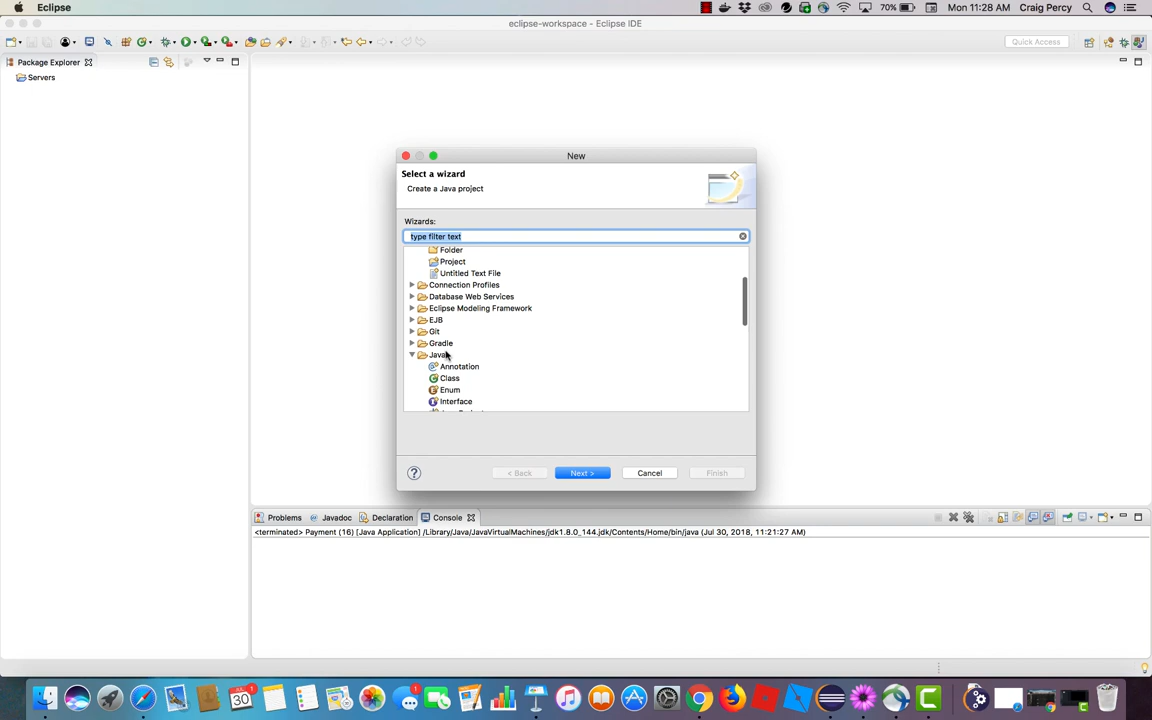 Eclipse
70%
Mon 11:28 AM
Craig Percy
eclipse-workspace - Eclipse IDE
Quick Access
Package Explorer
Servers
New
Select a wizard
Create a Java project
Wizards:
type filter text
Folder
Project
Untitled Text File
Connection Profiles
Database Web Services
Eclipse Modeling Framework
EJB
Git
Gradle
Java
Annotation
Class
Enum
Interface
?
< Back
Next >
Cancel
Finish
Problems
Javadoc
Declaration
Console
<terminated> Payment (16) [Java Application] /Library/Java/JavaVirtualMachines/jdk1.8.0_144.jdk/Contents/Home/bin/java (Jul 30, 2018, 11:21:27 AM)
30
1
1